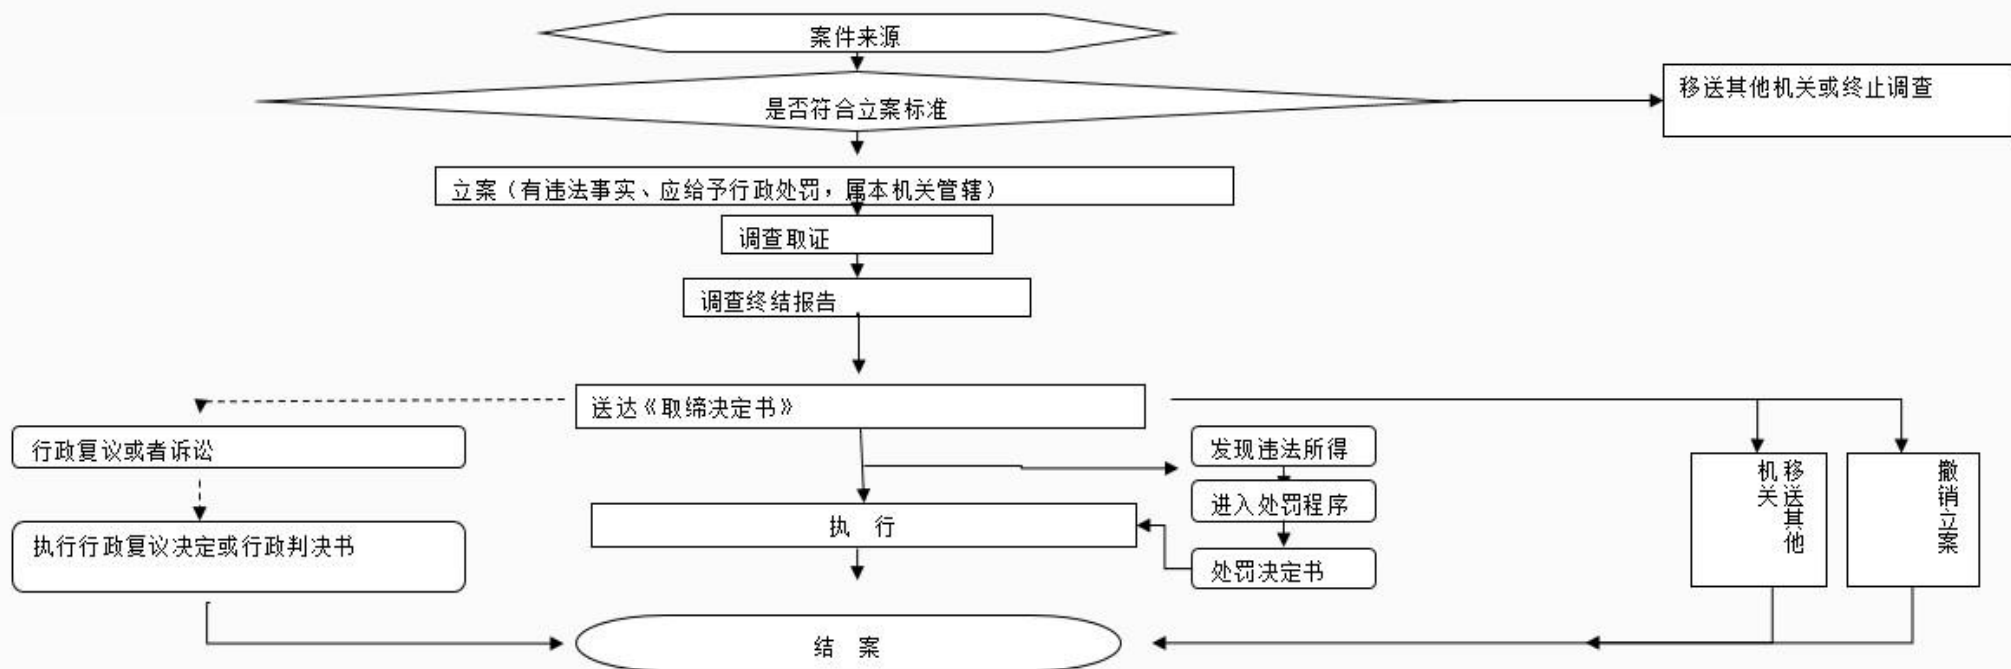 案件来源
是否符合立案标准
移送其他机关或终止调查
立案（有违法事实、应给予行政处罚，属本机关管辖）
调查取证
调查终结报告
送达《取缔决定书》
行政复议或者诉讼
执行行政复议决定或行政判决书
发现违法所得
进入处罚程序
处罚决定书
执 行
移送其他
机关
撤销立案
结 案